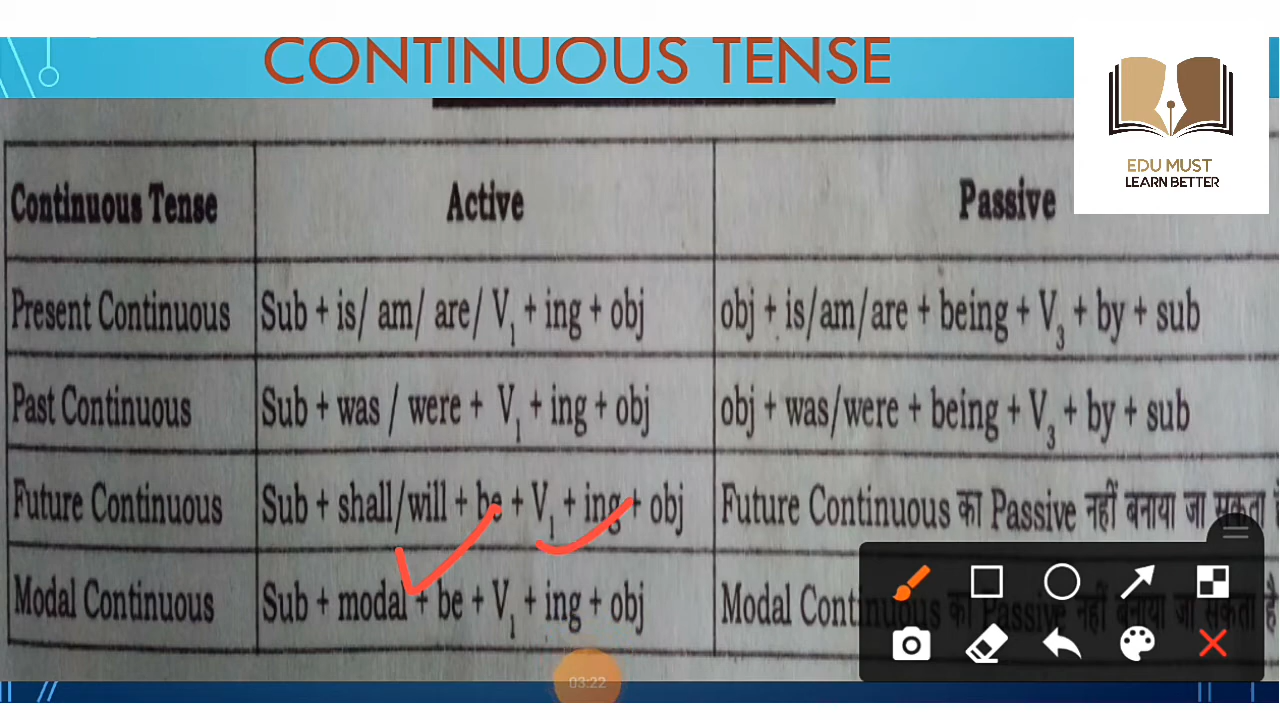 CONTINUOUS TENSE
EDU MUST
LEARN BETTER
Continuous Tense Active Passive
Present Continuous Sub + is/ am/ are/ V₁ + ing + obj obj + is/am/are + being + V₃ + by + sub
Past Continuous Sub + was / were + V₁ + ing + obj obj + was/were + being + V₃ + by + sub
Future Continuous Sub + shall/will + be + V₁ + ing + obj Future Continuous का Passive नहीं बनाया जा सकता
Modal Continuous Sub + modal + be + V₁ + ing + obj Modal Continuous का Passive नहीं बनाया जा सकता है
03:22